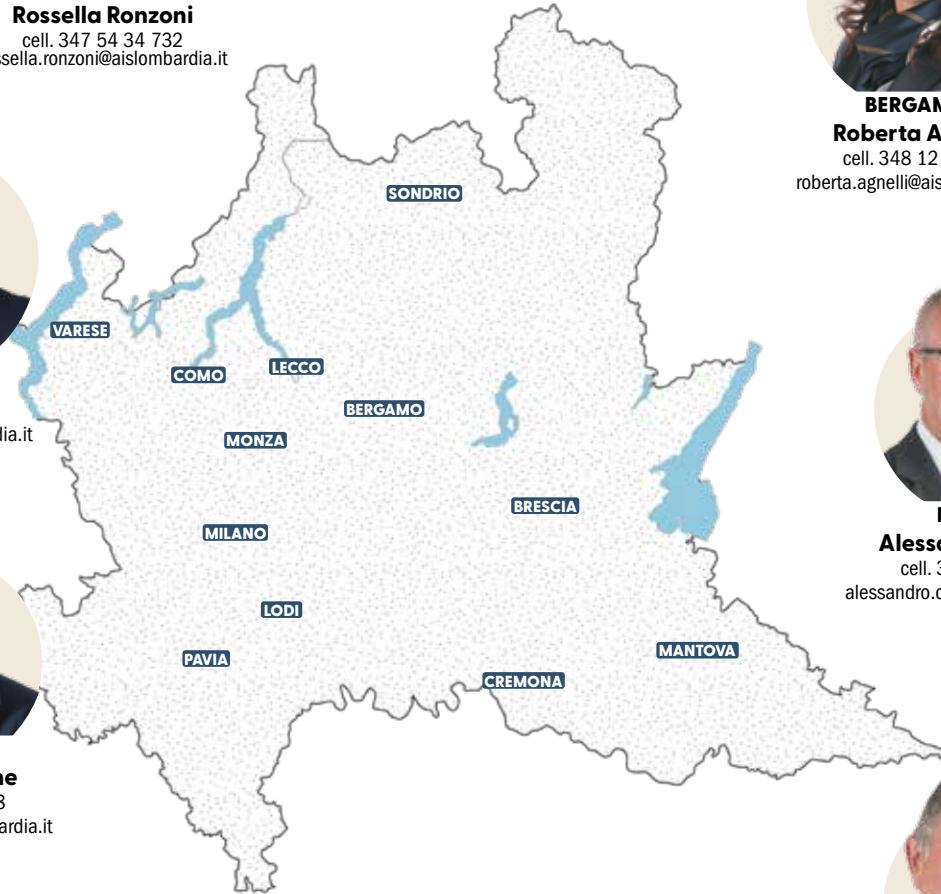 Rossella Ronzoni
cell. 347 54 34 732
ssella.ronzoni@aislombardia.it
BERGAM
Roberta A
cell. 348 12
roberta.agnelli@ais
SONDRIO
VARESE
COMO
LECCO
BERGAMO
dia.it
MONZA
BRESCIA
MILANO
Alessa
cell. 3
alessandro.c
LODI
PAVIA
MANTOVA
CREMONA
ne
8
ardia.it